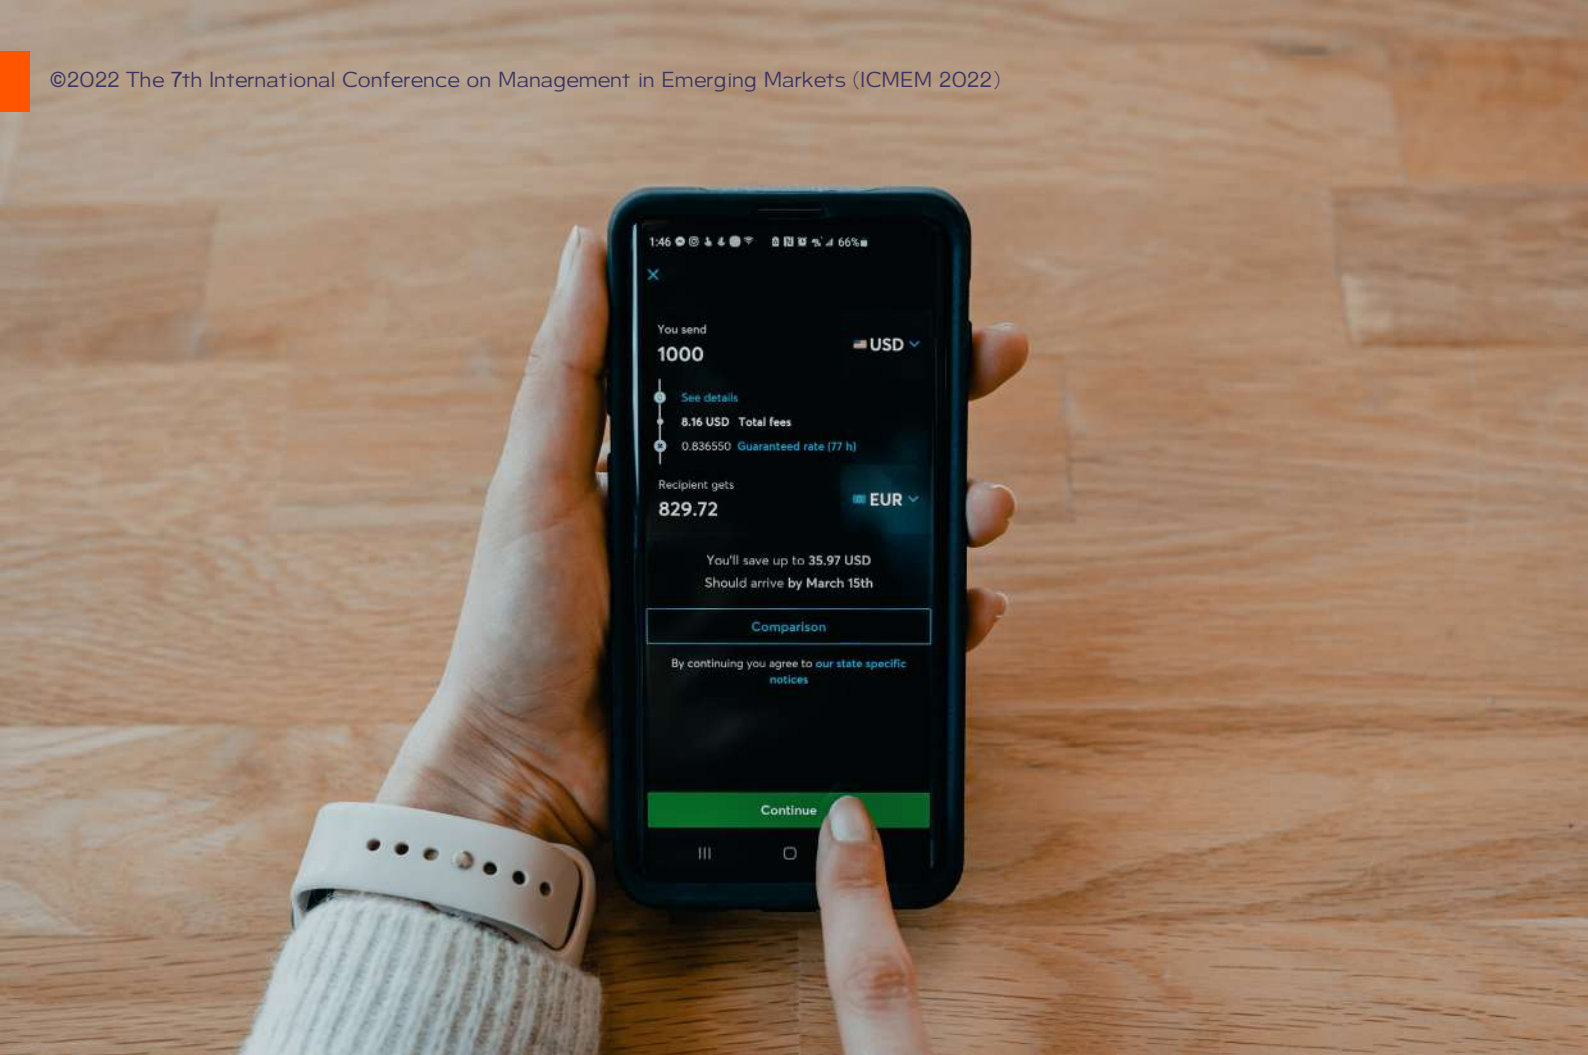 ©2022 The 7th International Conference on Management in Emerging Markets (ICMEM 2022)
1:46 66%
You send
1000 USD
See details
8.16 USD Total fees
0.836550 Guaranteed rate (77 h)
Recipient gets
829.72 EUR
You'll save up to 35.97 USD
Should arrive by March 15th
Comparison
By continuing you agree to our state specific
notices
Continue